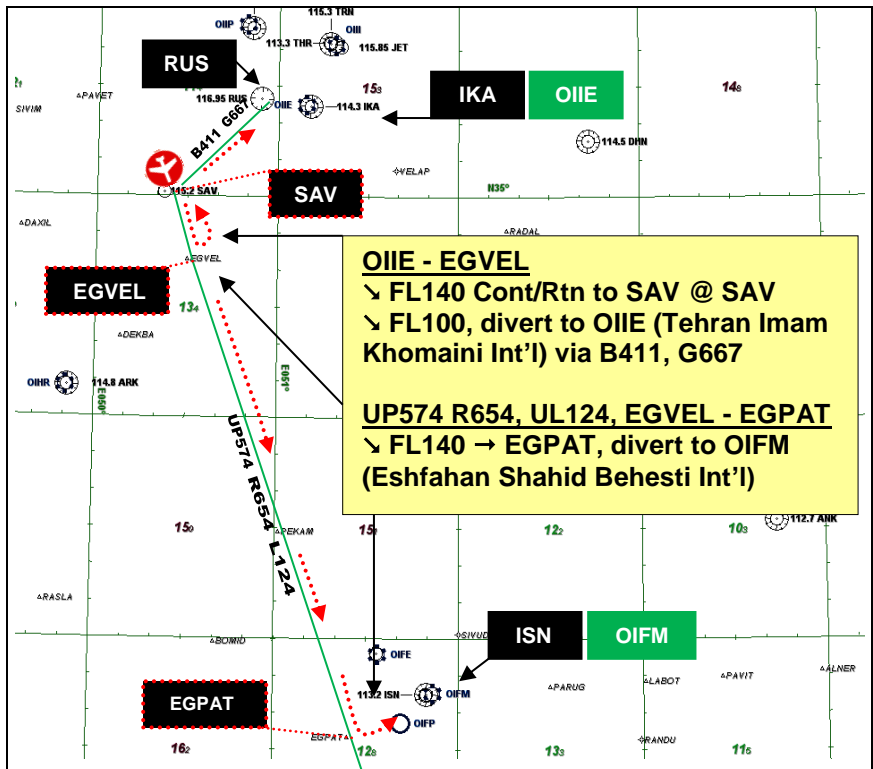 115.3 TRN
OIIP
OIII
113.3 THR
115.85 JET
RUS
15₃
14₈
IKA
OIIE
SIVIM
PAVET
116.95 RUS
OIIE
114.3 IKA
B411 G667
114.5 DHN
VELAP
115.2 SAV
SAV
N35°
DAXIL
RADAL
EGVEL
EGVEL
13₄
OIIE - EGVEL
↘ FL140 Cont/Rtn to SAV @ SAV
↘ FL100, divert to OIIE (Tehran Imam
Khomaini Int'l) via B411, G667
UP574 R654, UL124, EGVEL - EGPAT
↘ FL140 → EGPAT, divert to OIFM
(Eshfahan Shahid Behesti Int'l)
DEKBA
OIHR
114.8 ARK
E050°
E051°
UP574 R654 L124
15₀
PEKAM
15₁
12₂
10₃
112.7 ANK
RASLA
BOMID
OIFE
SIVUD
ISN
OIFM
EGPAT
113.2 ISN
OIFM
OIFP
PARUG
LABOT
PAVIT
ALNER
EGPAT
16₂
12₈
13₃
RANDU
11₅